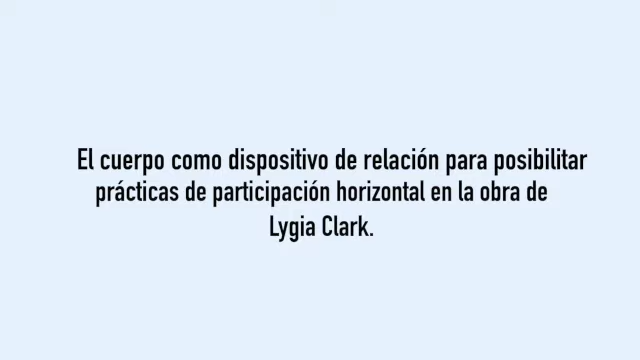 El cuerpo como dispositivo de relación para posibilitar
prácticas de participación horizontal en la obra de
Lygia Clark.